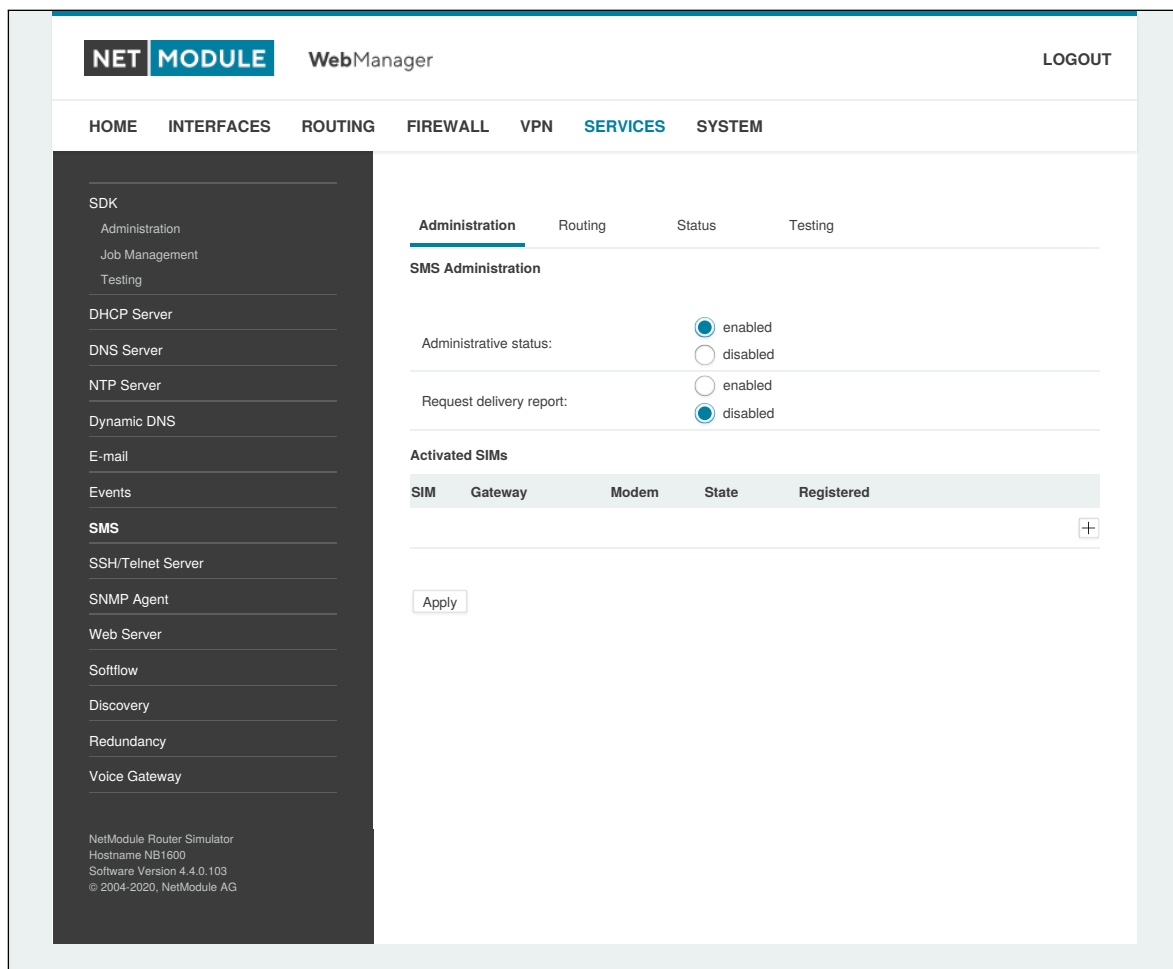 NET MODULE WebManager LOGOUT
HOME INTERFACES ROUTING FIREWALL VPN SERVICES SYSTEM
SDK
Administration
Job Management
Testing
DHCP Server
DNS Server
NTP Server
Dynamic DNS
E-mail
Events
SMS
SSH/Telnet Server
SNMP Agent
Web Server
Softflow
Discovery
Redundancy
Voice Gateway
NetModule Router Simulator
Hostname NB1600
Software Version 4.4.0.103
© 2004-2020, NetModule AG
Administration Routing Status Testing
SMS Administration
Administrative status:
enabled
disabled
Request delivery report:
enabled
disabled
Activated SIMs
SIM Gateway Modem State Registered
Apply